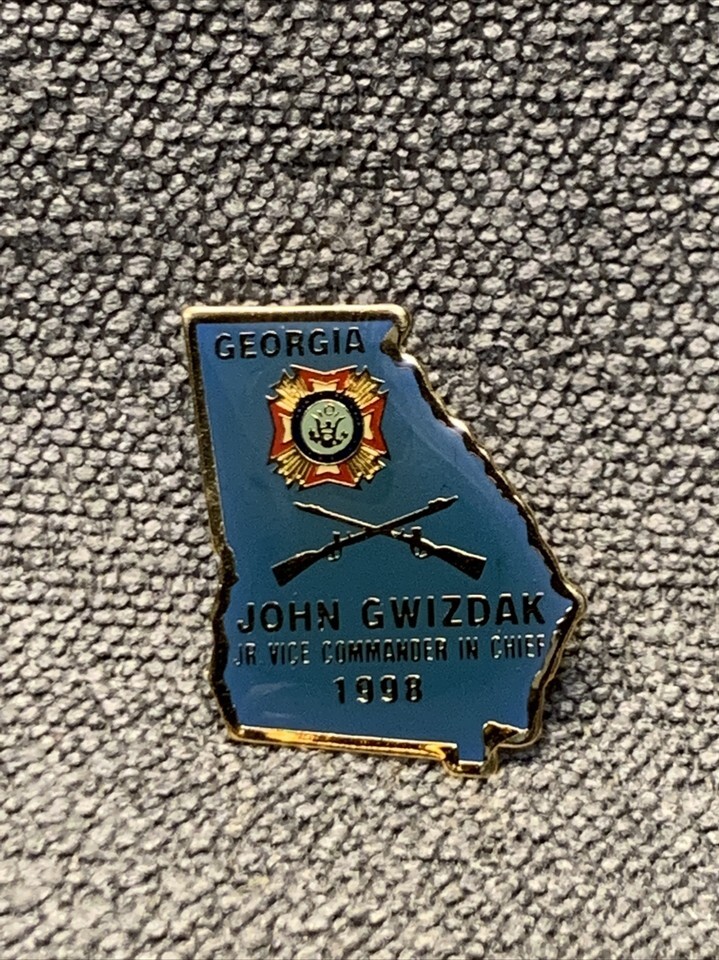 GEORGIA
JOHN GWIZDAK
JR. VICE COMMANDER IN CHIEF
1998